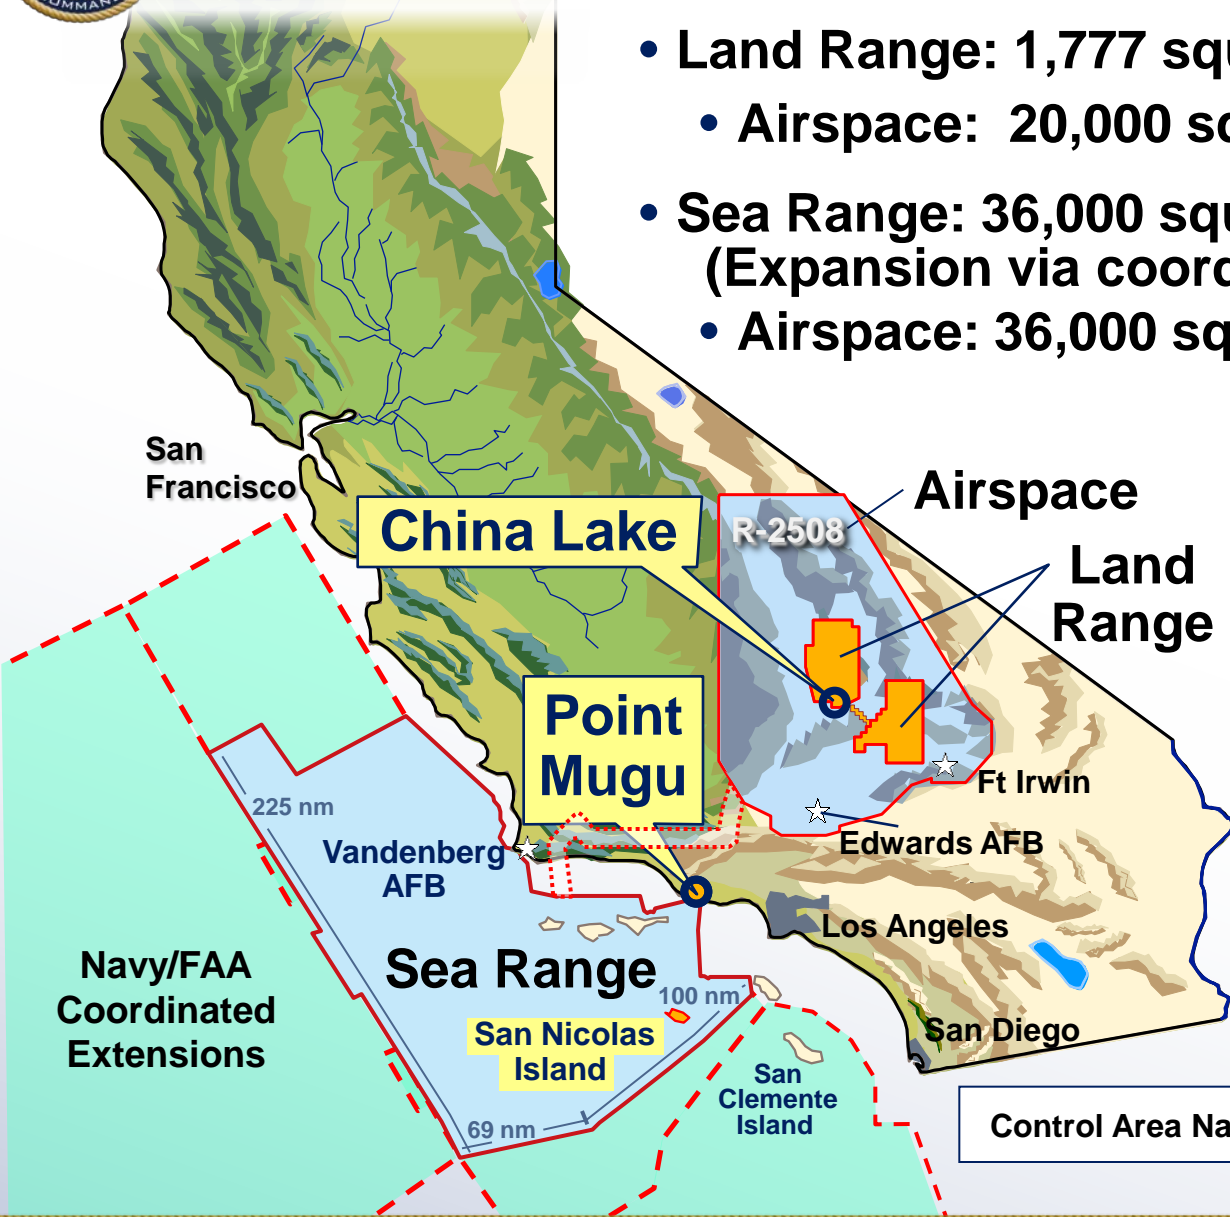 COMMAND
• Land Range: 1,777 squ
• Airspace: 20,000 sq
• Sea Range: 36,000 squ
(Expansion via coord
• Airspace: 36,000 sq
San
Francisco
China Lake
R-2508
Airspace
Land
Range
Point
Mugu
Ft Irwin
225 nm
Edwards AFB
Vandenberg
AFB
Los Angeles
Sea Range
Navy/FAA
Coordinated
Extensions
100 nm
San Nicolas
Island
San Diego
San
Clemente
Island
69 nm
Control Area Na